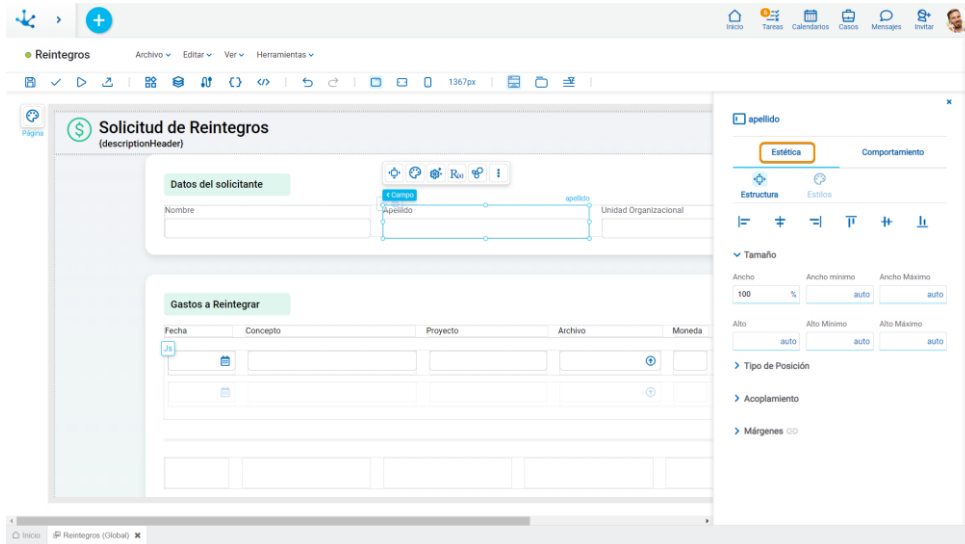 6
Inicio Tareas Calendarios Casos Mensajes Invitar
Reintegros Archivo Editar Ver Herramientas
1367px
Página
Solicitud de Reintegros
{descriptionHeader}
Datos del solicitante
Campo
apellido
Nombre Apellido Unidad Organizacional
Gastos a Reintegrar
Fecha Concepto Proyecto Archivo Moneda
Js
apellido
Estética Comportamiento
Estructura Estilos
Tamaño
Ancho Ancho mínimo Ancho Máximo
100 % auto auto
Alto Alto Mínimo Alto Máximo
auto auto auto
Tipo de Posición
Acoplamiento
Márgenes
Inicio Reintegros (Global)